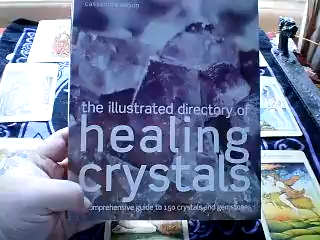 cassandra eason
the illustrated directory of
healing
crystals
comprehensive guide to 150 crystals and gemstones